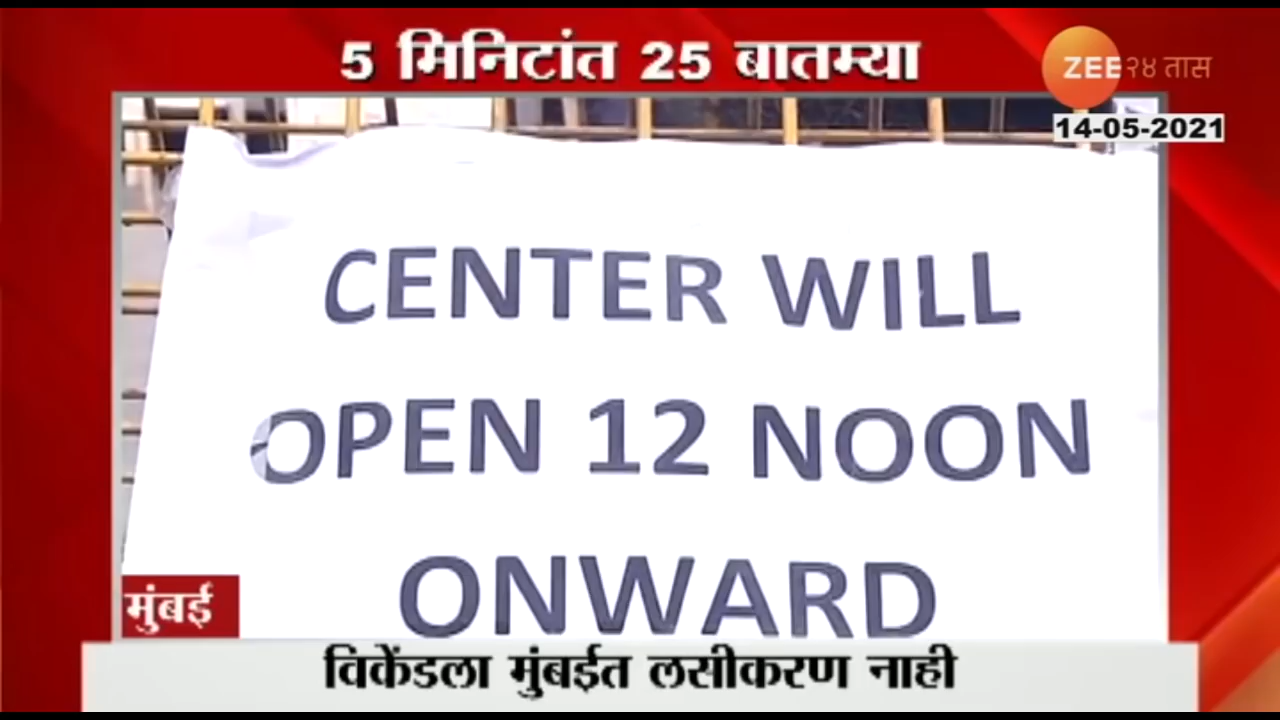 5 मिनिटांत 25 बातम्या
ZEE २४ तास
14-05-2021
CENTER WILL
OPEN 12 NOON
ONWARD
मुंबई
विकेंडला मुंबईत लसीकरण नाही